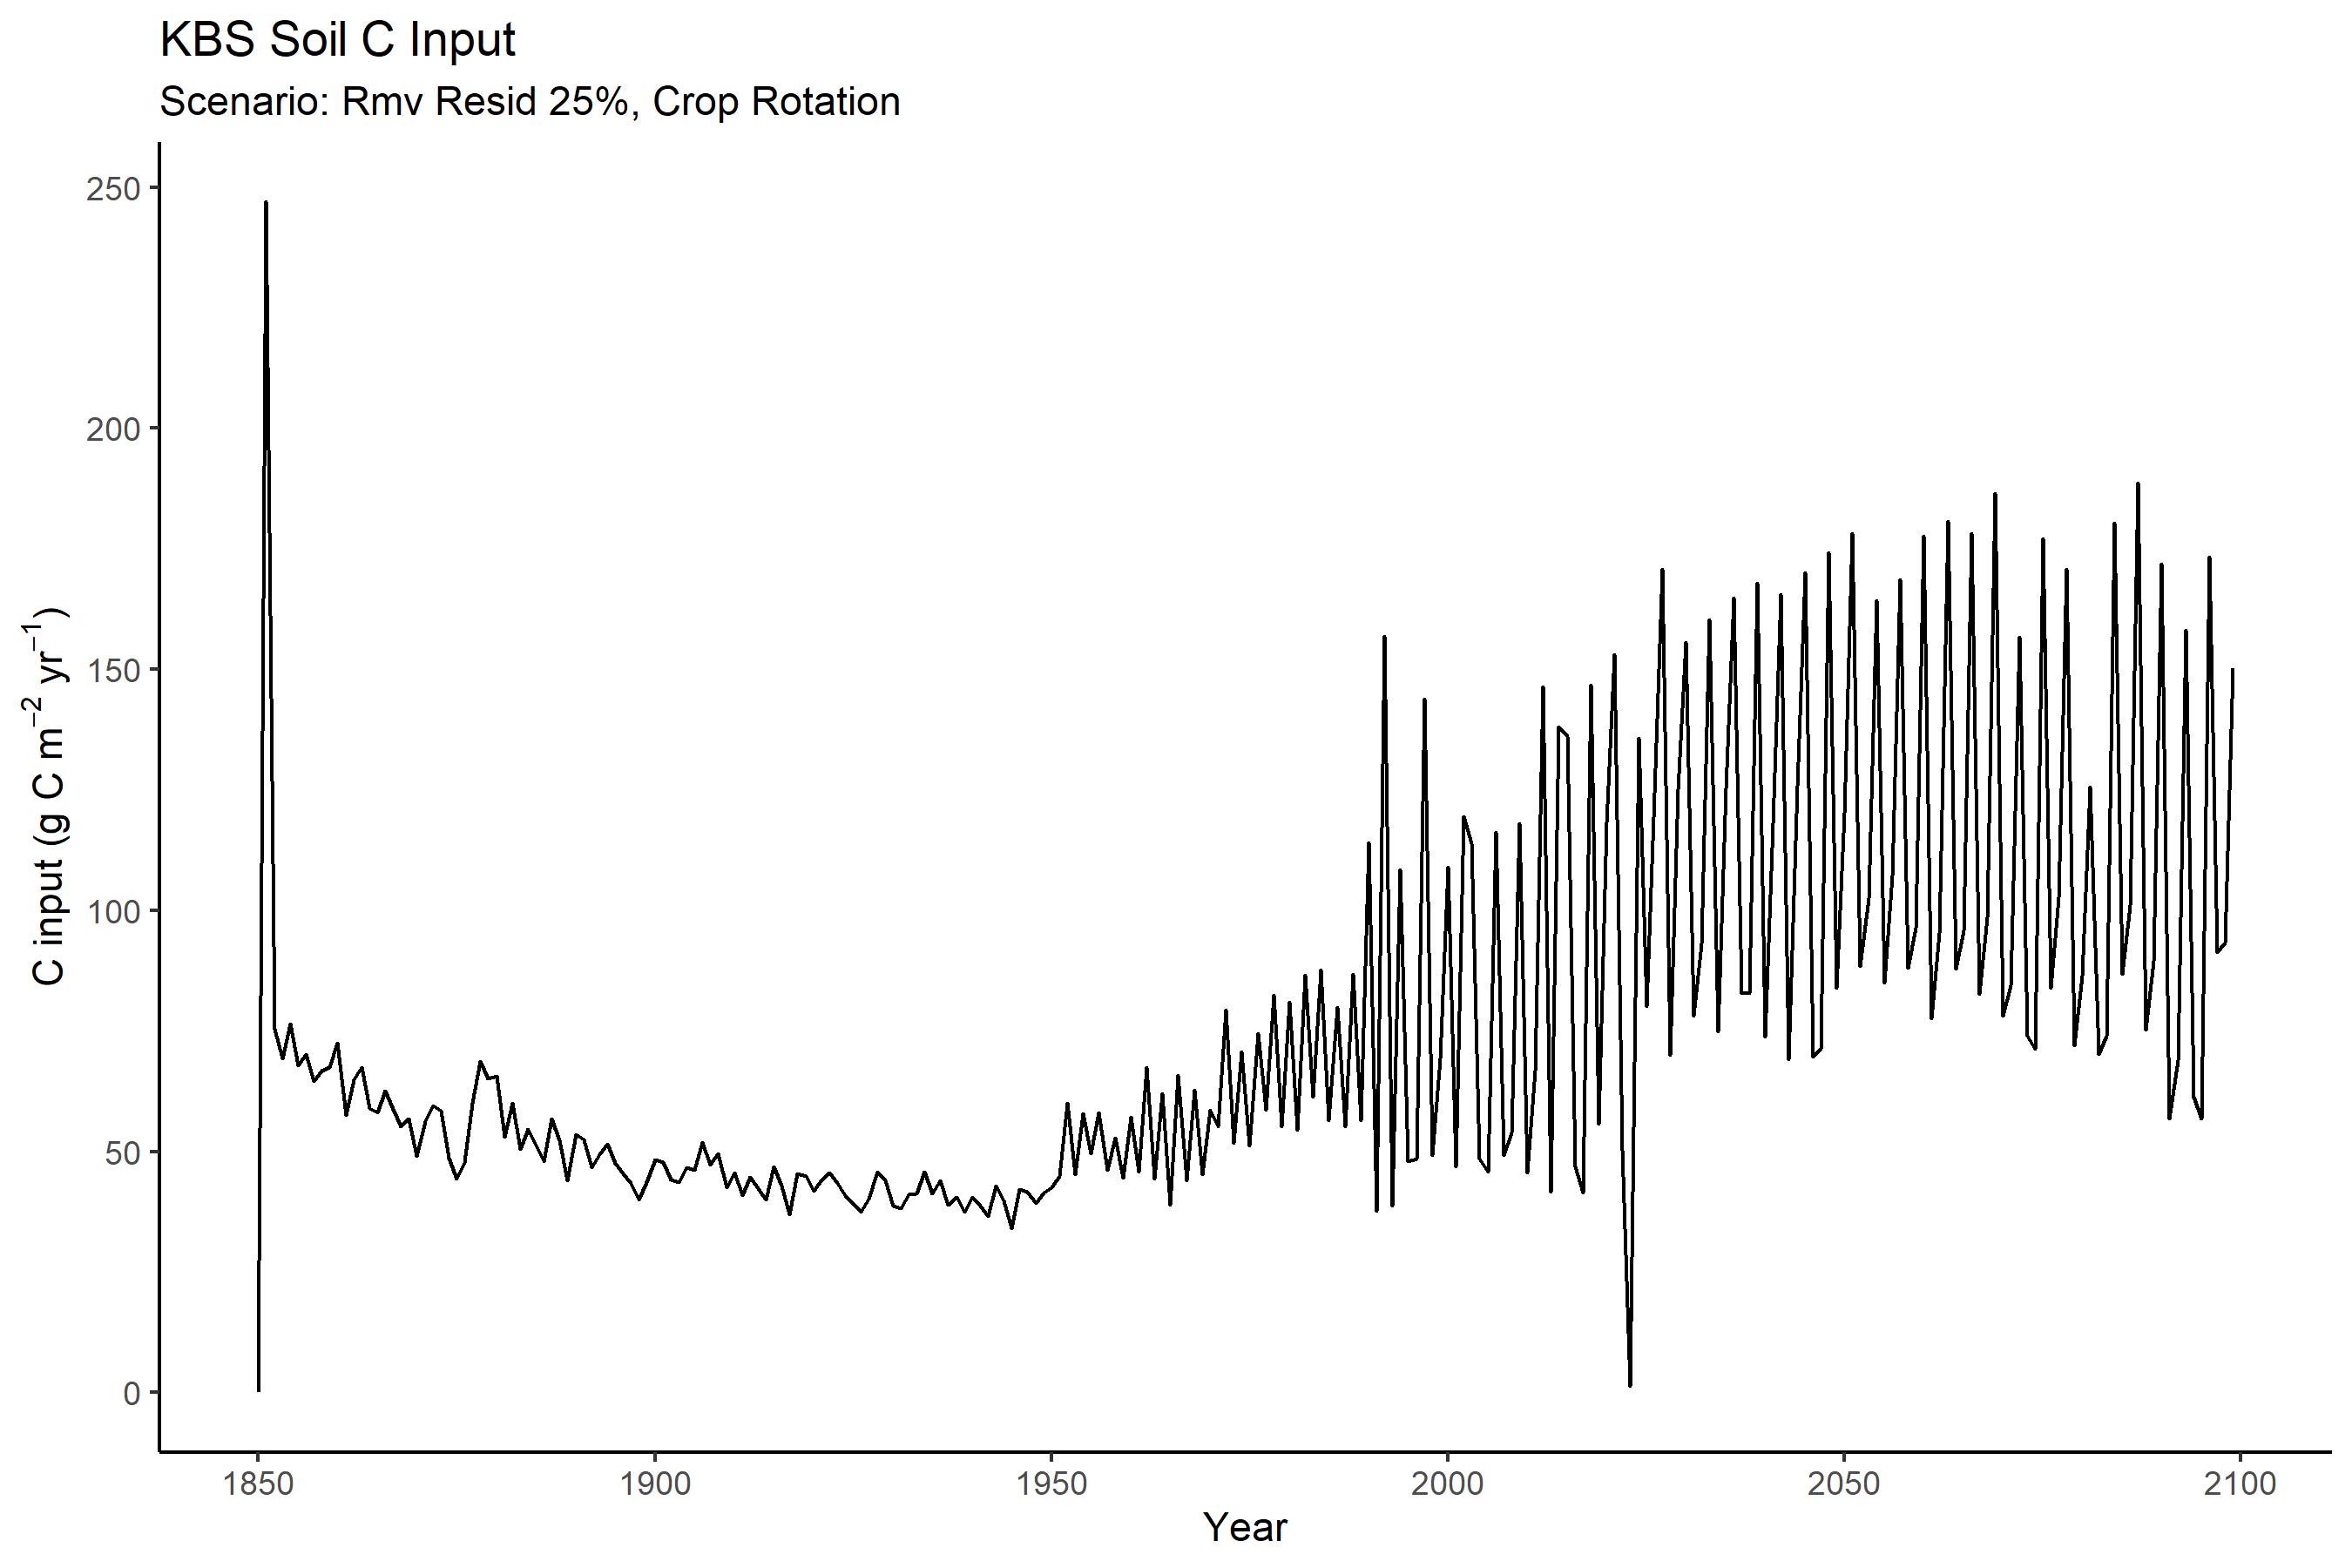 KBS Soil C Input
Scenario: Rmv Resid 25%, Crop Rotation
250
200
150
100
50
0
C input (g C m⁻² yr⁻¹)
1850 1900 1950 2000 2050 2100
Year